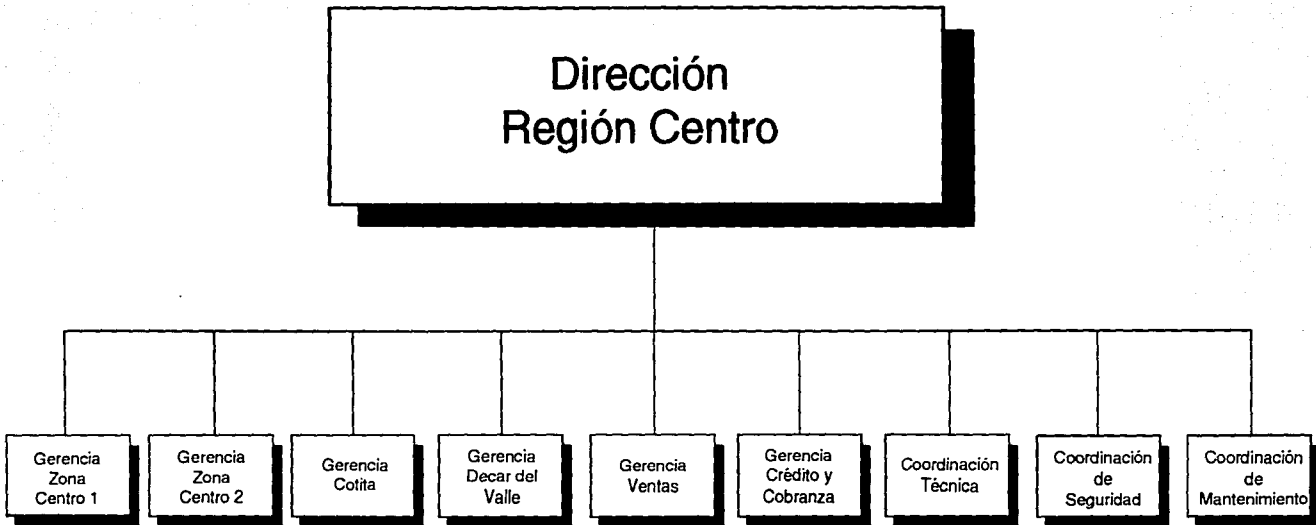 Dirección
Región Centro
Gerencia
Zona
Centro 1
Gerencia
Zona
Centro 2
Gerencia
Cotita
Gerencia
Decar del
Valle
Gerencia
Ventas
Gerencia
Crédito y
Cobranza
Coordinación
Técnica
Coordinación
de
Seguridad
Coordinación
de
Mantenimiento